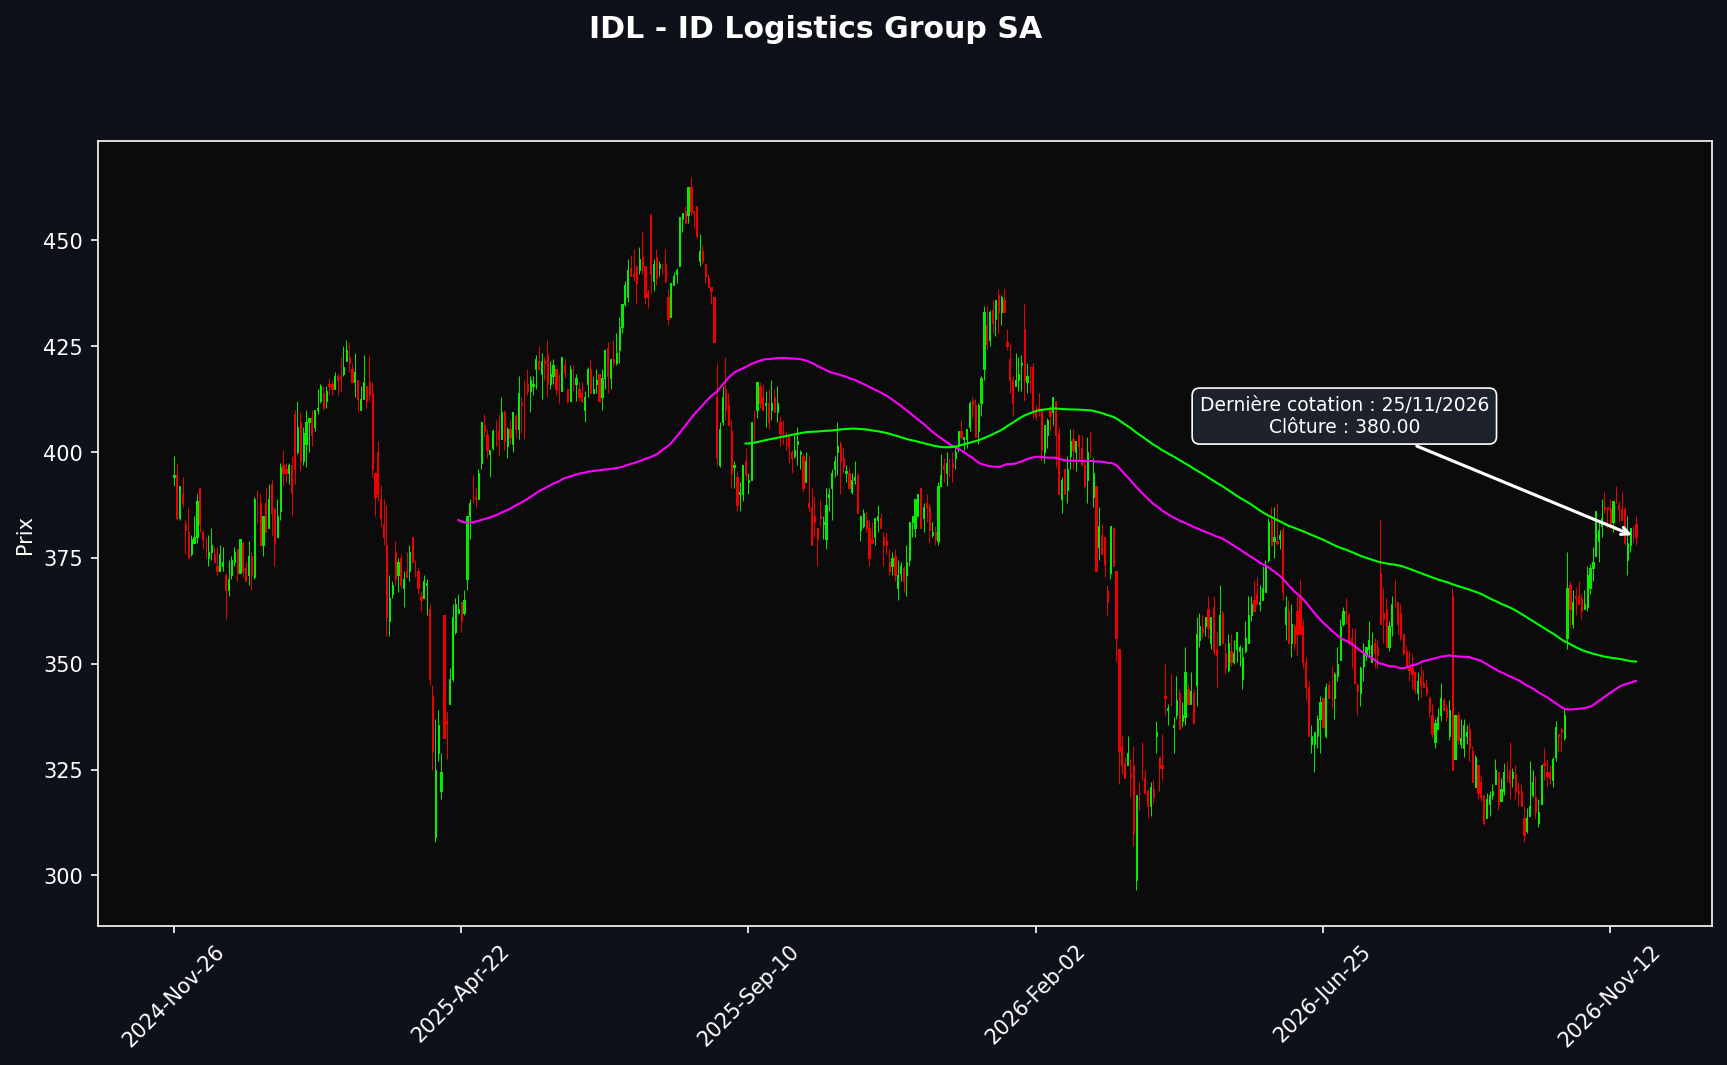 IDL - ID Logistics Group SA
Prix
450
425
400
375
350
325
300
Dernière cotation : 25/11/2026
Clôture : 380.00
2024-Nov-26
2025-Apr-22
2025-Sep-10
2026-Feb-02
2026-Jun-25
2026-Nov-12